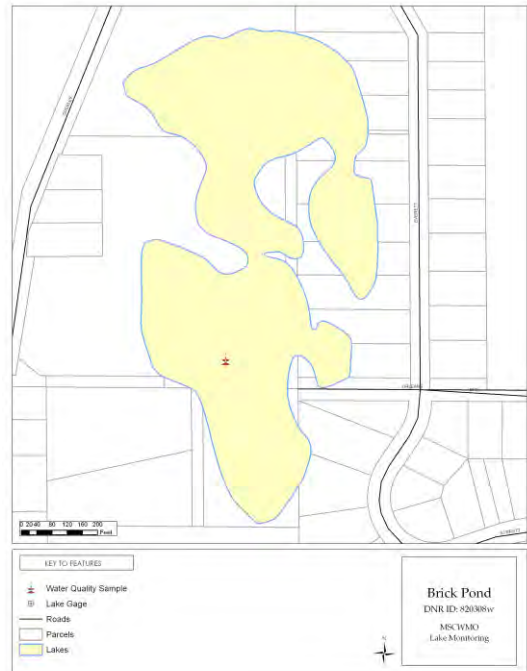 0 20 40 80 120 160 200
Feet
KEY TO FEATURES
Water Quality Sample
Lake Gage
Roads
Parcels
Lakes
N
Brick Pond
DNR ID: 820308w
MSCWMO
Lake Monitoring